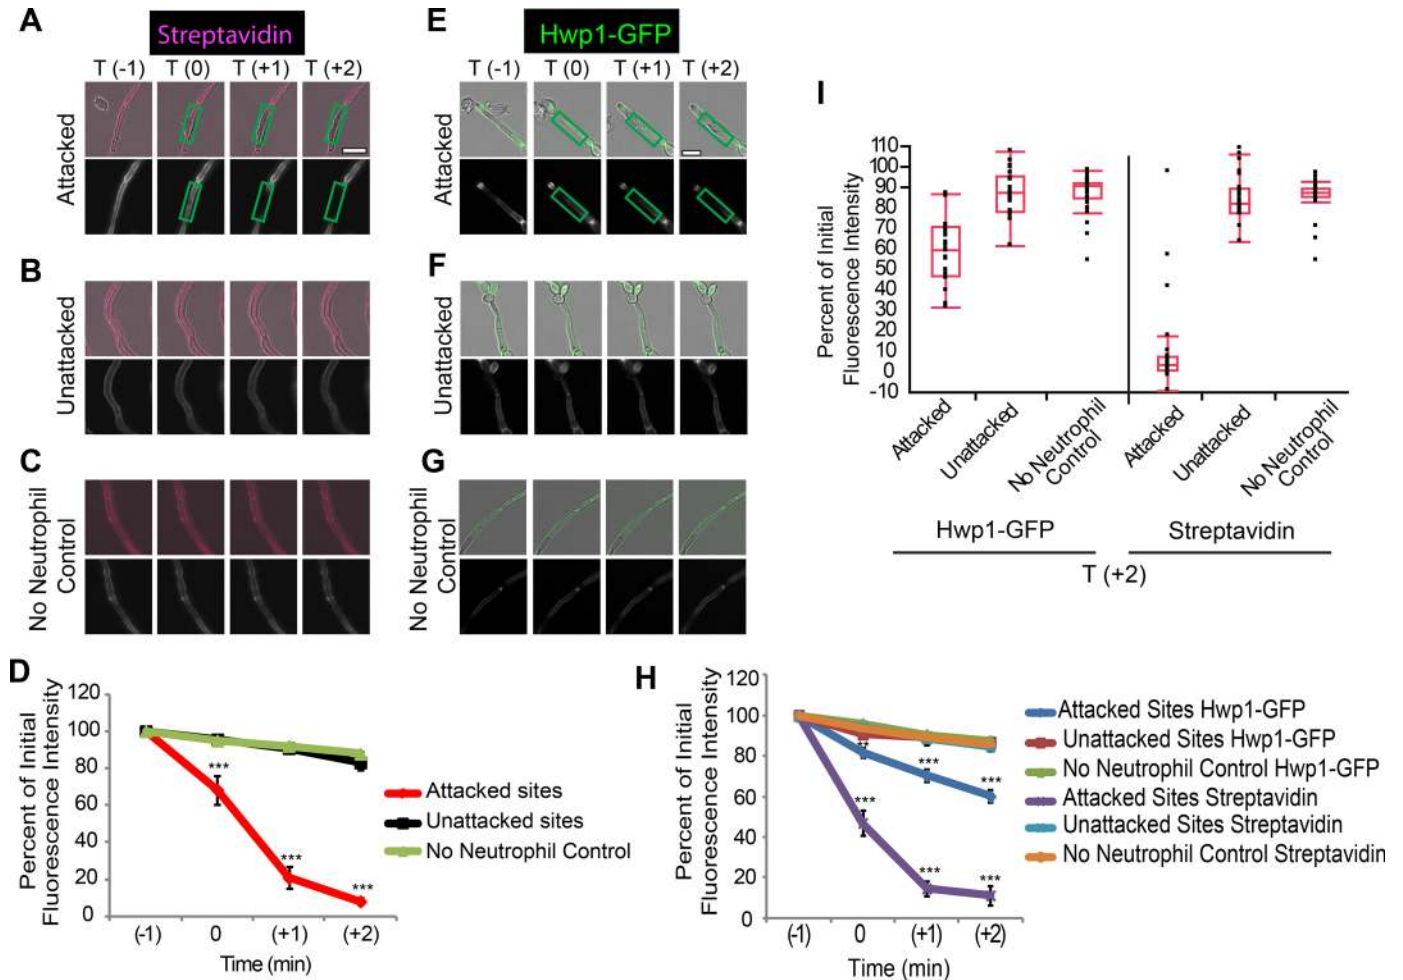 A
Streptavidin
T (-1) T (0) T (+1) T (+2)
Attacked
B
Unattacked
C
No Neutrophil
Control
D
Percent of Initial
Fluorescence Intensity
120
100
80
60
40
20
0
(-1) 0 (+1) (+2)
Time (min)
***
***
***
Attacked sites
Unattacked sites
No Neutrophil Control
E
Hwp1-GFP
T (-1) T (0) T (+1) T (+2)
Attacked
F
Unattacked
G
No Neutrophil
Control
H
Percent of Initial
Fluorescence Intensity
120
100
80
60
40
20
0
(-1) 0 (+1) (+2)
Time (min)
**
***
***
***
***
***
Attacked Sites Hwp1-GFP
Unattacked Sites Hwp1-GFP
No Neutrophil Control Hwp1-GFP
Attacked Sites Streptavidin
Unattacked Sites Streptavidin
No Neutrophil Control Streptavidin
I
Percent of Initial
Fluorescence Intensity
110
100
90
80
70
60
50
40
30
20
10
0
-10
Attacked
Unattacked
No Neutrophil
Control
Attacked
Unattacked
No Neutrophil
Control
Hwp1-GFP Streptavidin
T (+2)